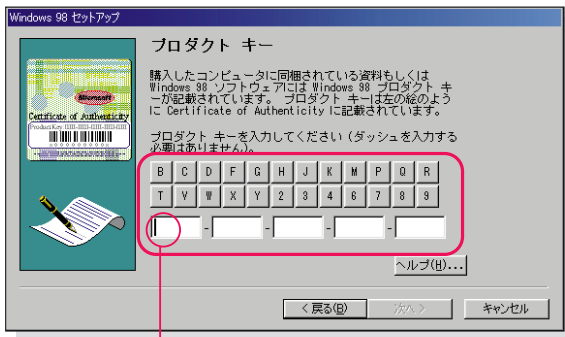 Windows 98 セットアップ
プロダクト キー
購入したコンピュータに同梱されている資料もしくは
Windows 98 ソフトウェアには Windows 98 プロダクト キ
ーが記載されています。 プロダクト キーは左の絵のよう
に Certificate of Authenticity に記載されています。
Microsoft
Certificate of Authenticity
プロダクト キーを入力してください (ダッシュを入力する
必要はありません)。
B C D F G H J K M P Q R
T V W X Y 2 3 4 6 7 8 9
- - - -
ヘルプ(H)...
< 戻る(B) 次へ > キャンセル